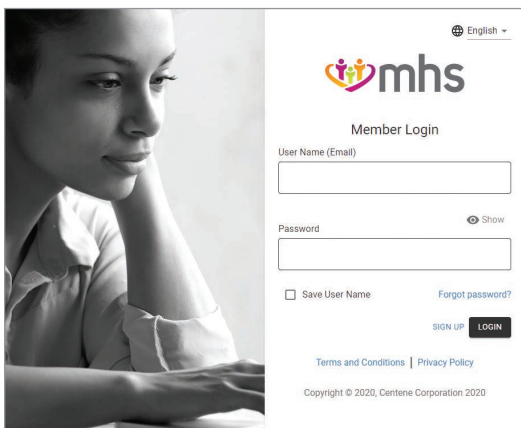 English
mhs
Member Login
User Name (Email)
Show
Password
Save User Name Forgot password?
SIGN UP LOGIN
Terms and Conditions | Privacy Policy
Copyright © 2020, Centene Corporation 2020